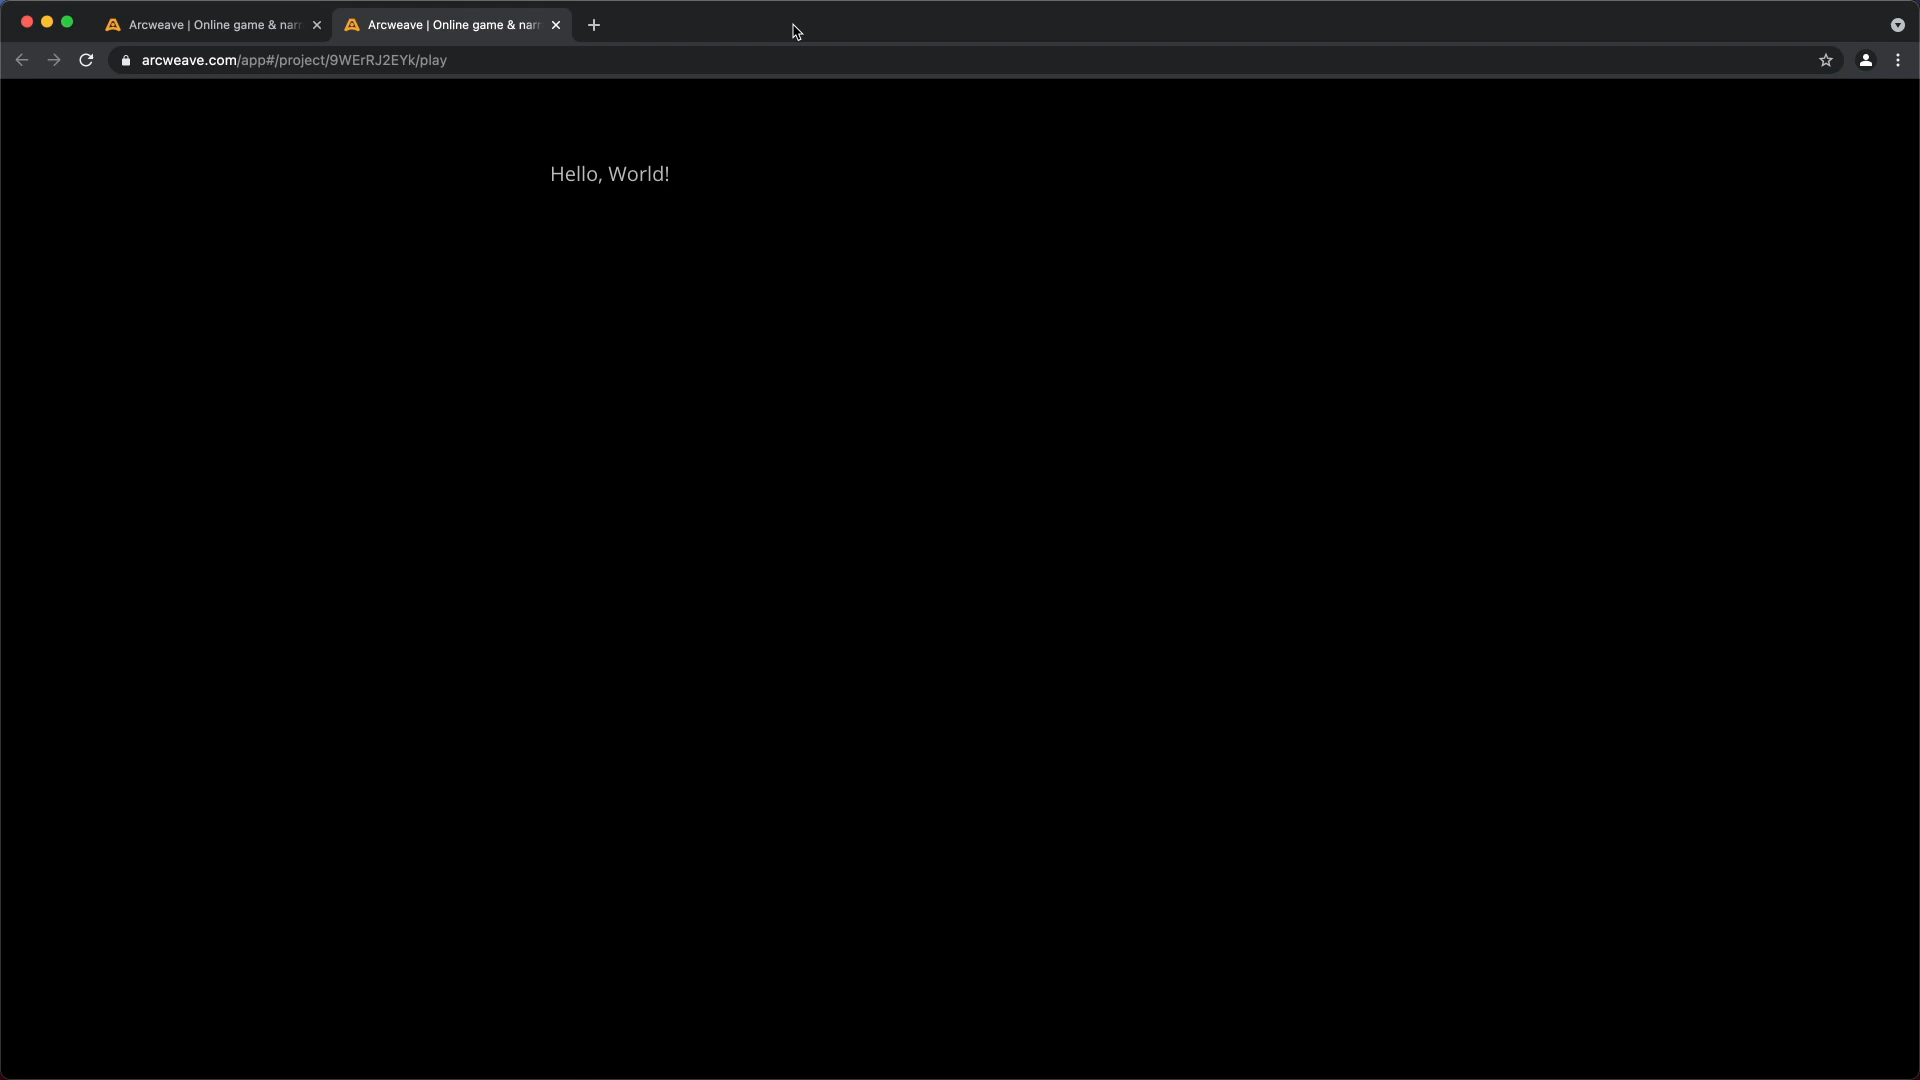 Arcweave | Online game & narr
Arcweave | Online game & narr
arcweave.com/app#/project/9WErRJ2EYk/play
Hello, World!